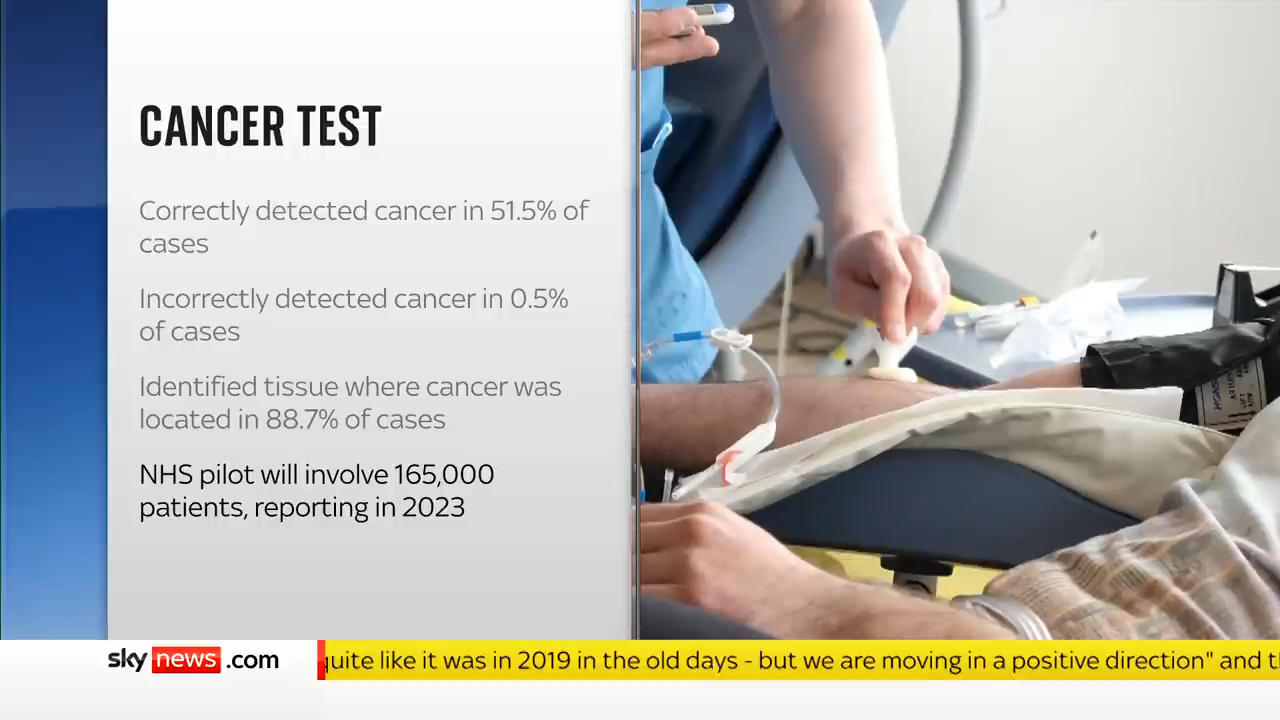 CANCER TEST
Correctly detected cancer in 51.5% of
cases
Incorrectly detected cancer in 0.5%
of cases
Identified tissue where cancer was
located in 88.7% of cases
NHS pilot will involve 165,000
patients, reporting in 2023
sky news .com
quite like it was in 2019 in the old days - but we are moving in a positive direction" and